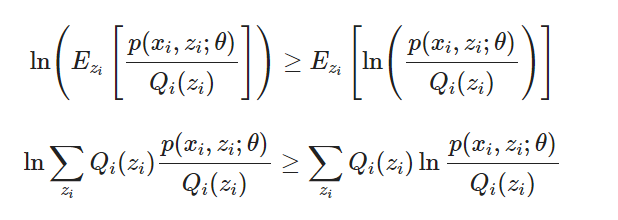 $$\ln\left(E_{z_i}\left[\frac{p(x_i, z_i; \theta)}{Q_i(z_i)}\right]\right) \geq E_{z_i}\left[\ln\left(\frac{p(x_i, z_i; \theta)}{Q_i(z_i)}\right)\right]$$
$$\ln \sum_{z_i} Q_i(z_i) \frac{p(x_i, z_i; \theta)}{Q_i(z_i)} \geq \sum_{z_i} Q_i(z_i) \ln \frac{p(x_i, z_i; \theta)}{Q_i(z_i)}$$